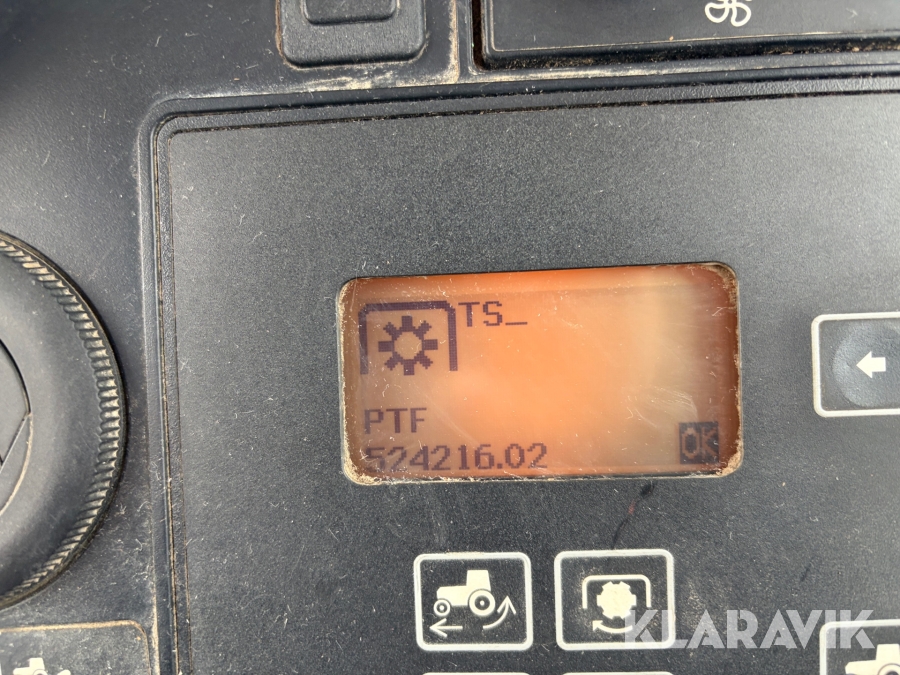 TS_
PTF
524216.02
OK
KLARAVIK